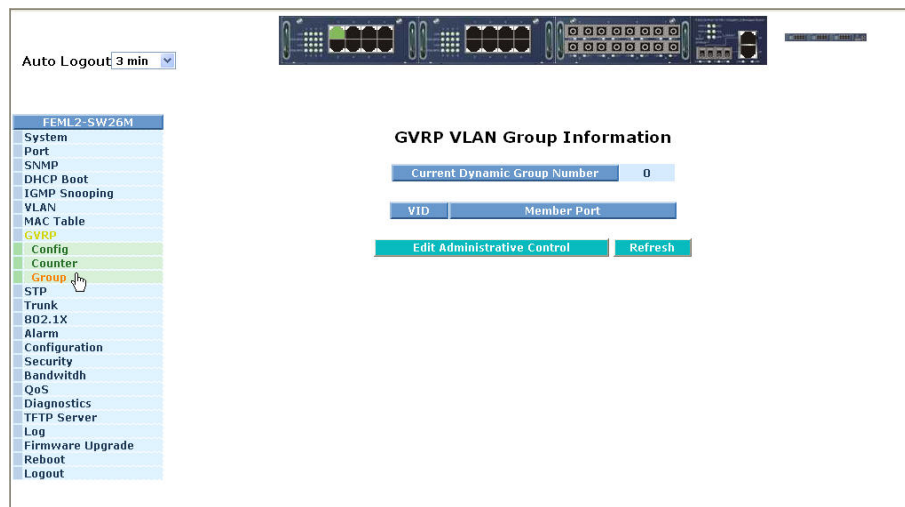 Auto Logout 3 min
FEML2-SW26M
System
Port
SNMP
DHCP Boot
IGMP Snooping
VLAN
MAC Table
GVRP
Config
Counter
Group
STP
Trunk
802.1X
Alarm
Configuration
Security
Bandwitdh
QoS
Diagnostics
TFTP Server
Log
Firmware Upgrade
Reboot
Logout
GVRP VLAN Group Information
Current Dynamic Group Number 0
VID Member Port
Edit Administrative Control Refresh